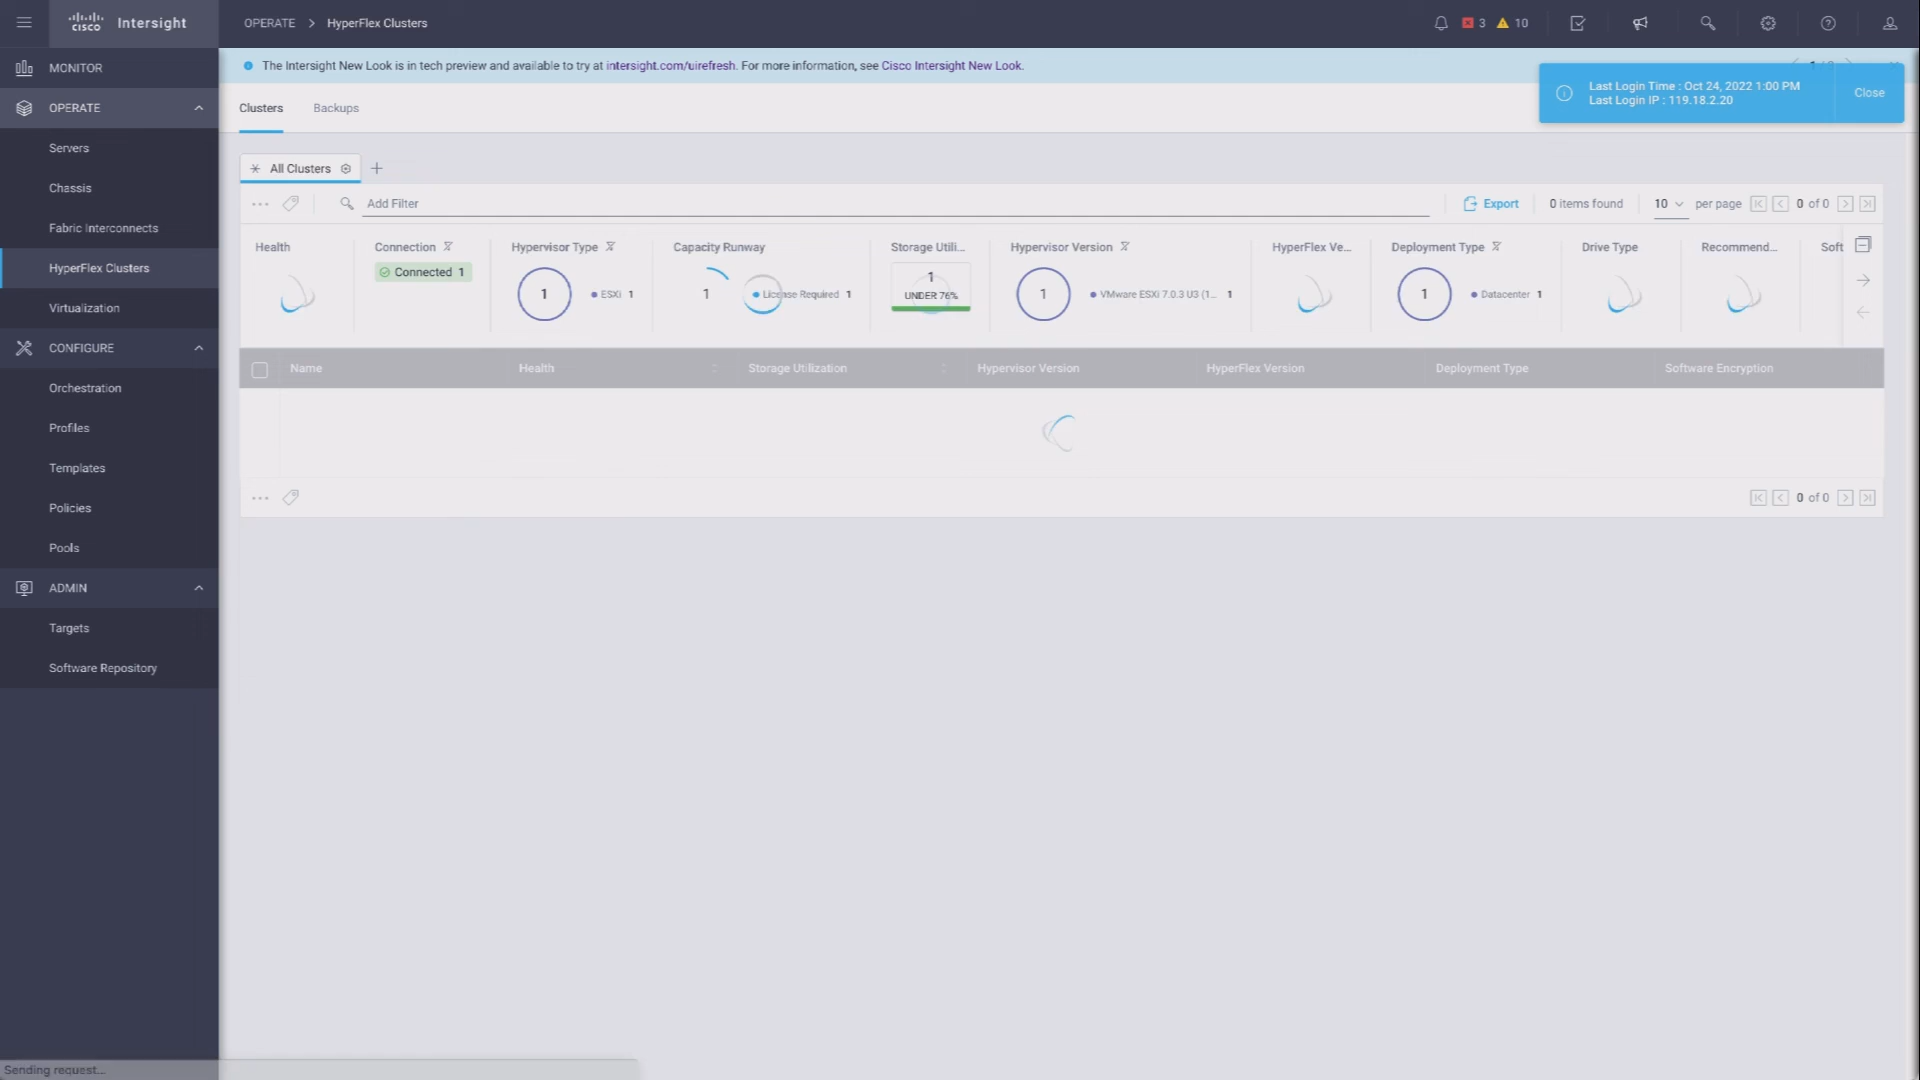 cisco Intersight
OPERATE > HyperFlex Clusters
3 10
MONITOR
OPERATE
Servers
Chassis
Fabric Interconnects
HyperFlex Clusters
Virtualization
CONFIGURE
Orchestration
Profiles
Templates
Policies
Pools
ADMIN
Targets
Software Repository
The Intersight New Look is in tech preview and available to try at intersight.com/uirefresh. For more information, see Cisco Intersight New Look.
Last Login Time : Oct 24, 2022 1:00 PM
Last Login IP : 119.18.2.20
Close
Clusters Backups
All Clusters
Add Filter
Export 0 items found 10 per page 0 of 0
Health
Connection
Connected 1
Hypervisor Type
1 ESXi 1
Capacity Runway
1 License Required 1
Storage Utili...
1
UNDER 76%
Hypervisor Version
1 VMware ESXi 7.0.3 U3 (1... 1
HyperFlex Ve...
Deployment Type
1 Datacenter 1
Drive Type
Recommend...
Soft
Name Health Storage Utilization Hypervisor Version HyperFlex Version Deployment Type Software Encryption
0 of 0
Sending request...